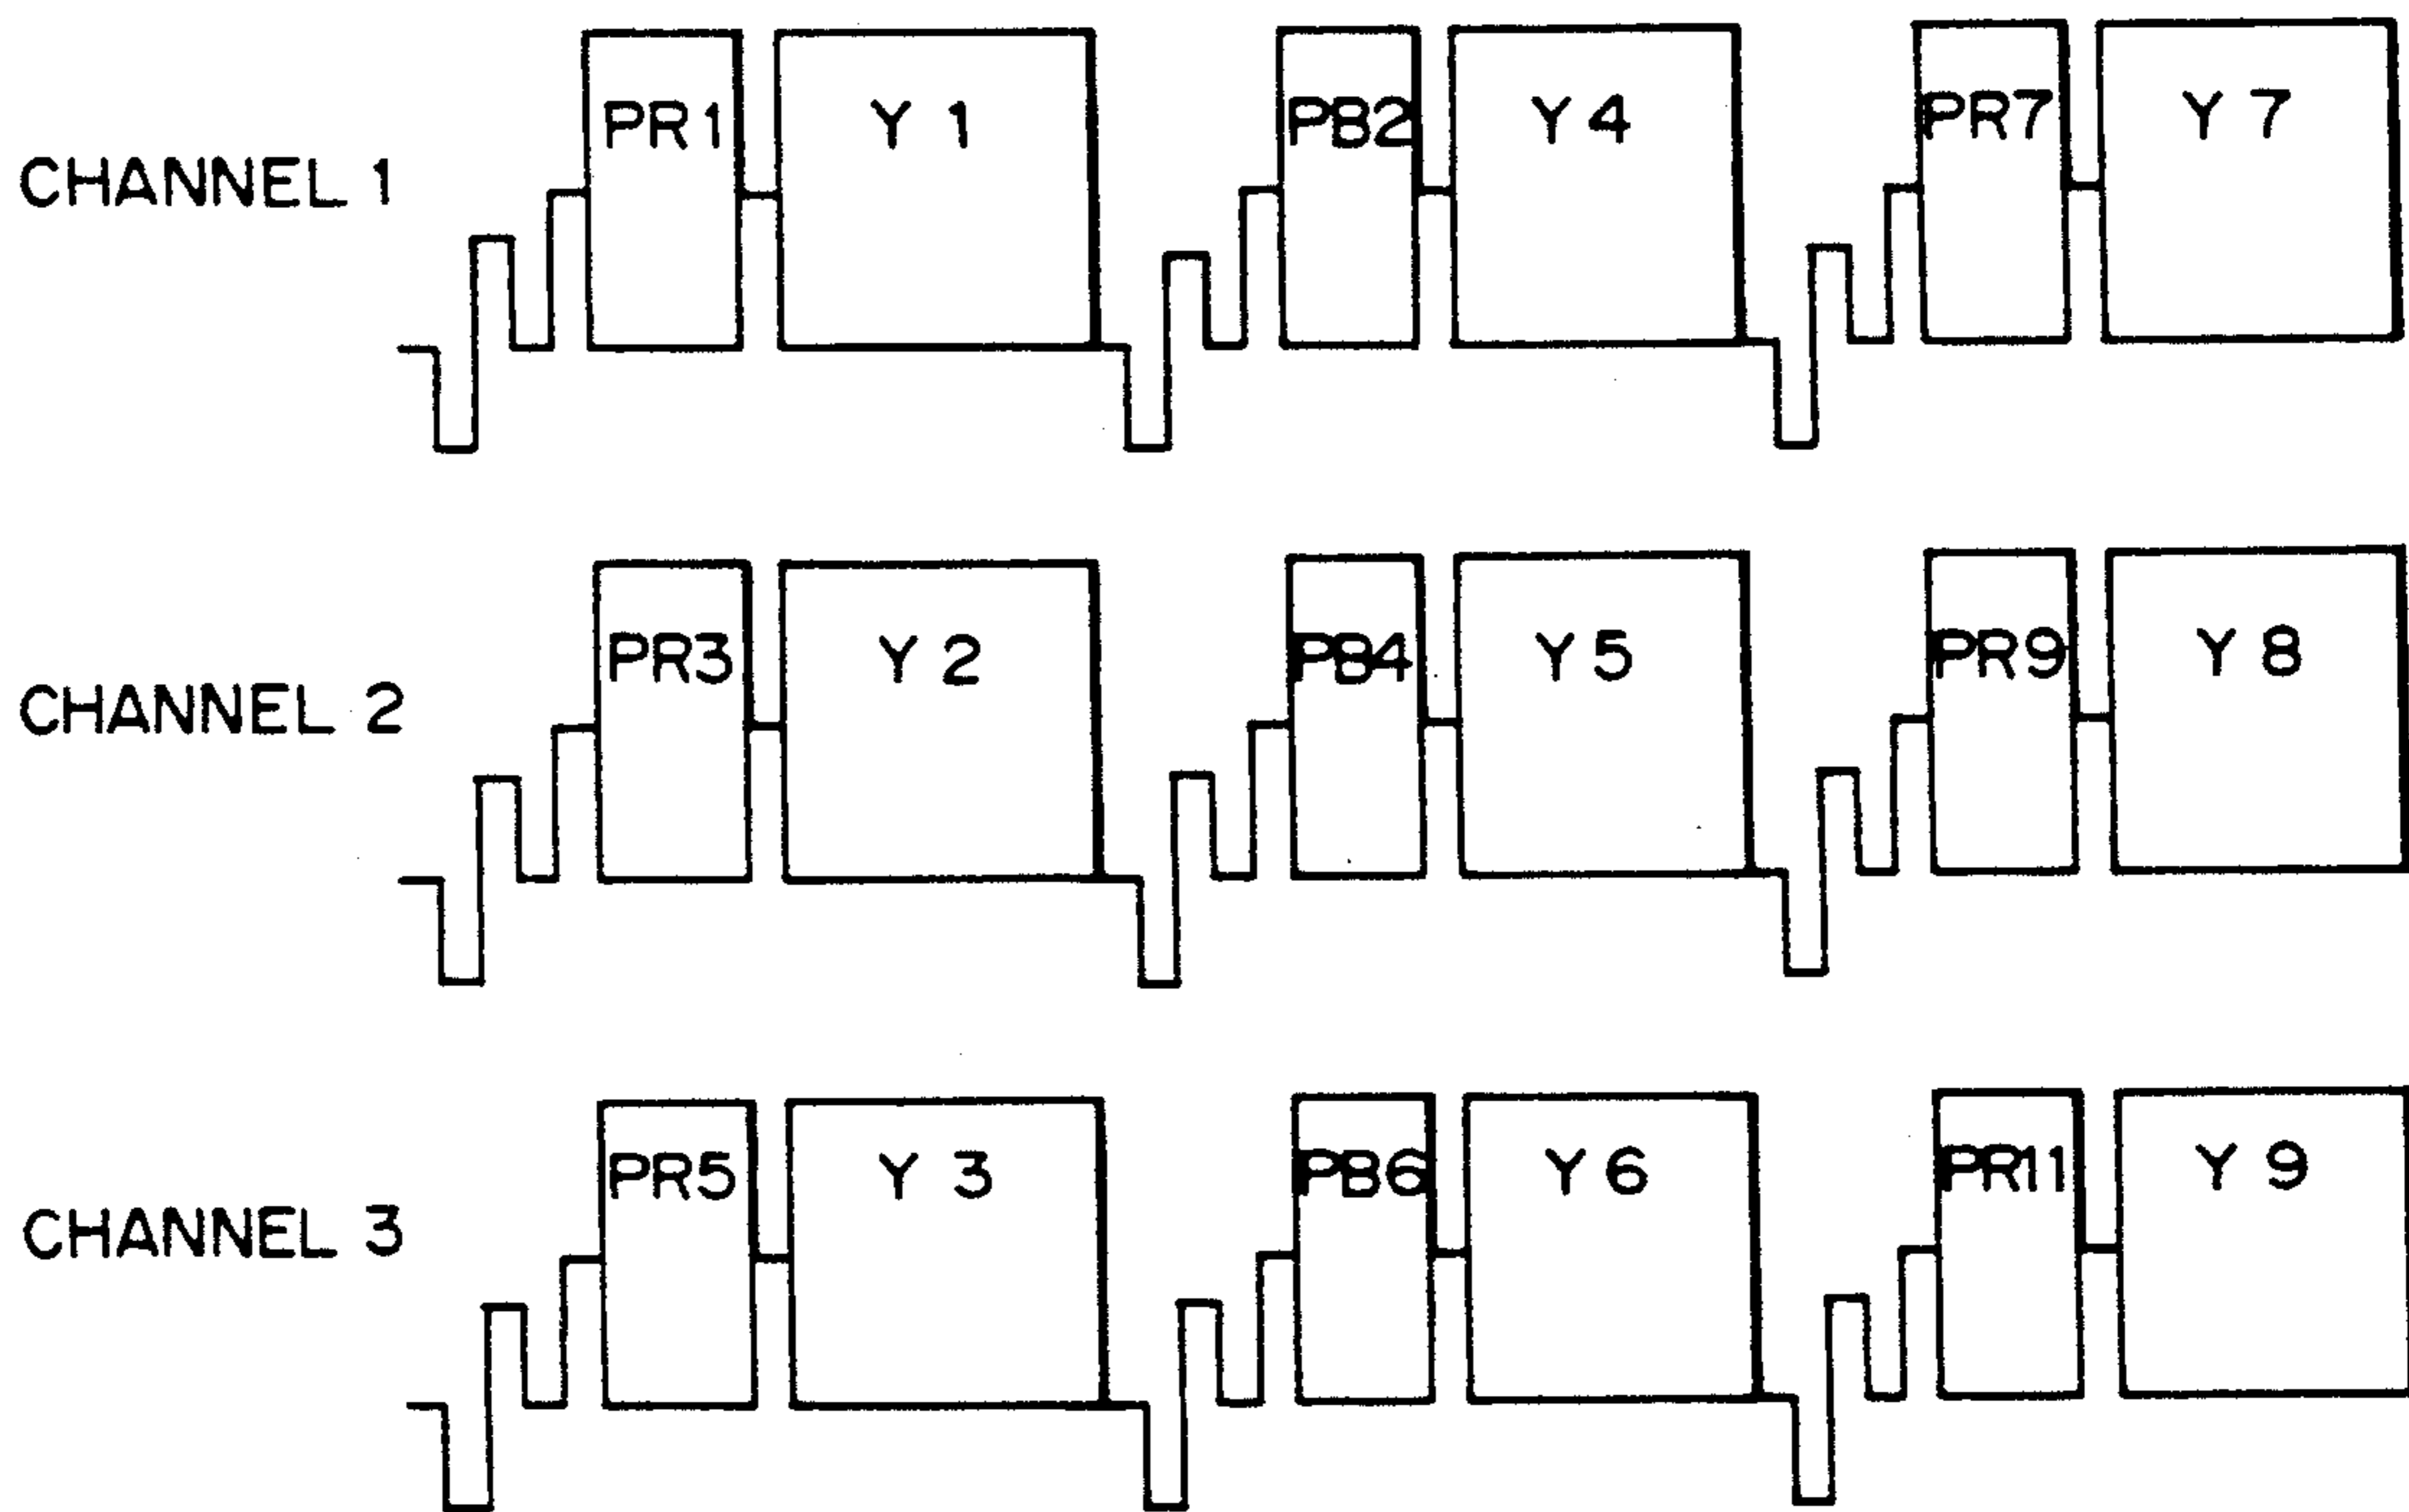 CHANNEL 1 PR1 Y 1 PB2 Y 4 PR7 Y 7
CHANNEL 2 PR3 Y 2 PB4 Y 5 PR9 Y 8
CHANNEL 3 PR5 Y 3 PB6 Y 6 PR11 Y 9